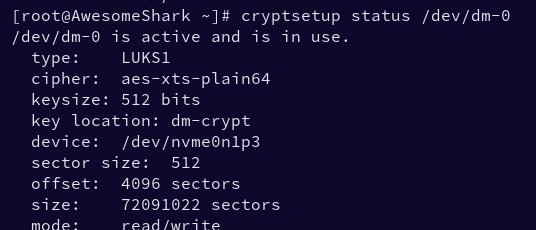 [root@AwesomeShark ~]# cryptsetup status /dev/dm-0
/dev/dm-0 is active and is in use.
  type:    LUKS1
  cipher:  aes-xts-plain64
  keysize: 512 bits
  key location: dm-crypt
  device:  /dev/nvme0n1p3
  sector size:  512
  offset:  4096 sectors
  size:    72091022 sectors
  mode:    read/write